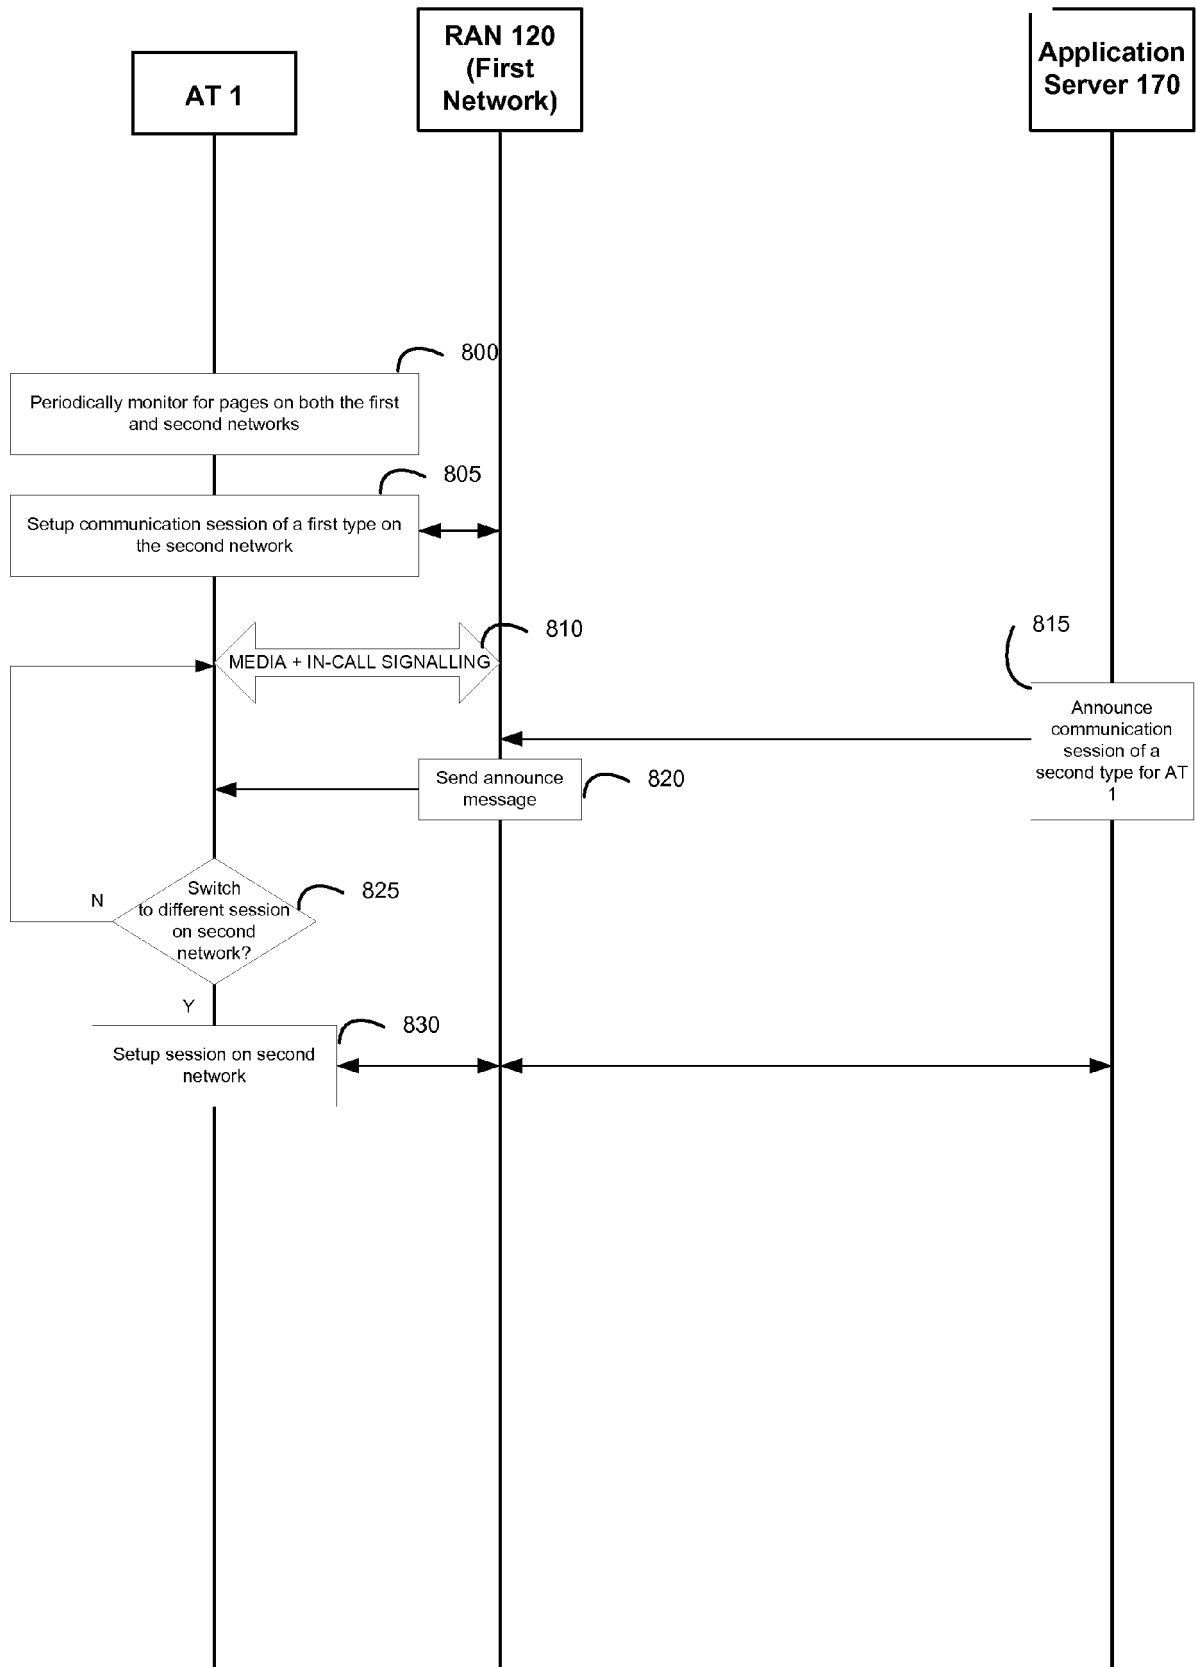 AT 1
RAN 120
(First
Network)
Application
Server 170
800
Periodically monitor for pages on both the first
and second networks
805
Setup communication session of a first type on
the second network
810
MEDIA + IN-CALL SIGNALLING
815
Announce
communication
session of a
second type for AT
1
Send announce
message
820
Switch
to different session
on second
network?
825
N
Y
830
Setup session on second
network